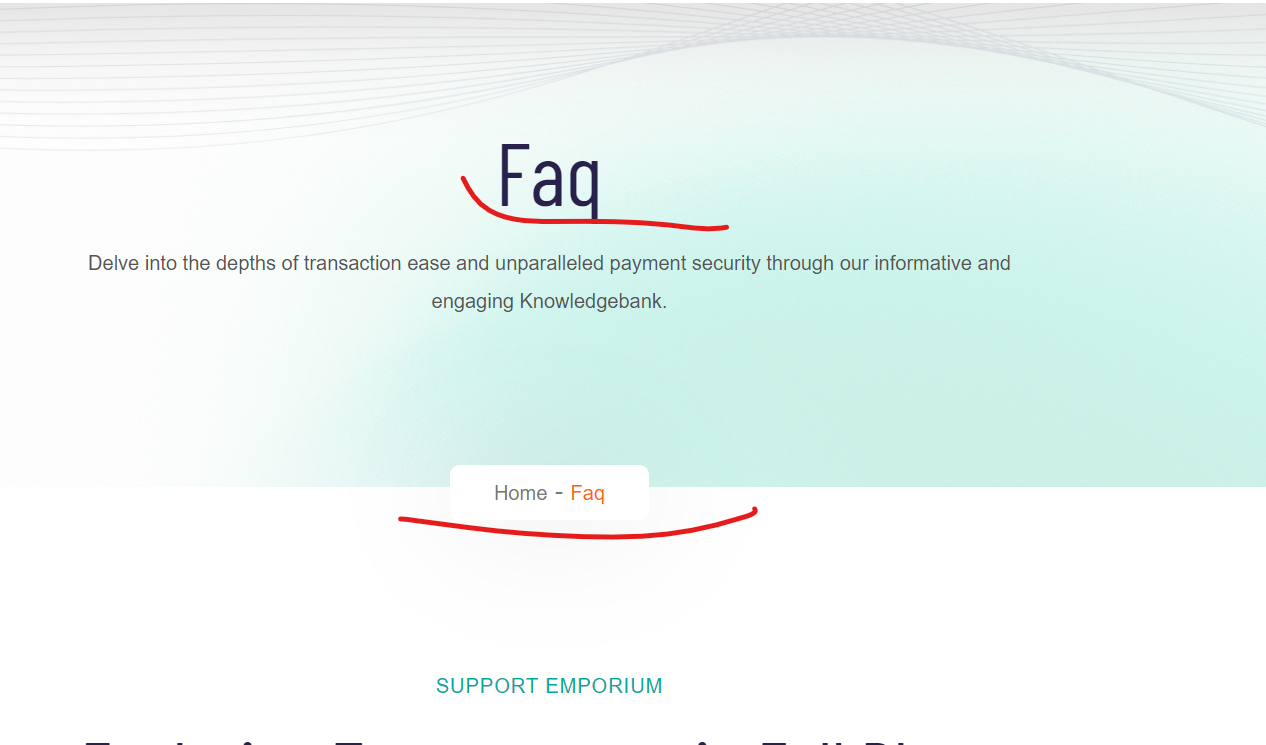 Faq
Delve into the depths of transaction ease and unparalleled payment security through our informative and
engaging Knowledgebank.
Home - Faq
SUPPORT EMPORIUM